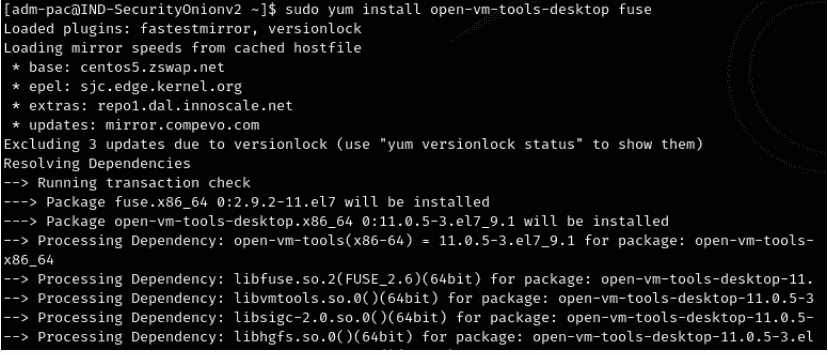 [adm-pac@IND-SecurityOnionv2 ~]$ sudo yum install open-vm-tools-desktop fuse
Loaded plugins: fastestmirror, versionlock
Loading mirror speeds from cached hostfile
 * base: centos5.zswap.net
 * epel: sjc.edge.kernel.org
 * extras: repo1.dal.innoscale.net
 * updates: mirror.compevo.com
Excluding 3 updates due to versionlock (use "yum versionlock status" to show them)
Resolving Dependencies
--> Running transaction check
---> Package fuse.x86_64 0:2.9.2-11.el7 will be installed
---> Package open-vm-tools-desktop.x86_64 0:11.0.5-3.el7_9.1 will be installed
--> Processing Dependency: open-vm-tools(x86-64) = 11.0.5-3.el7_9.1 for package: open-vm-tools-
x86_64
--> Processing Dependency: libfuse.so.2(FUSE_2.6)(64bit) for package: open-vm-tools-desktop-11.
--> Processing Dependency: libvmtools.so.0()(64bit) for package: open-vm-tools-desktop-11.0.5-3
--> Processing Dependency: libsigc-2.0.so.0()(64bit) for package: open-vm-tools-desktop-11.0.5-
--> Processing Dependency: libhgfs.so.0()(64bit) for package: open-vm-tools-desktop-11.0.5-3.el